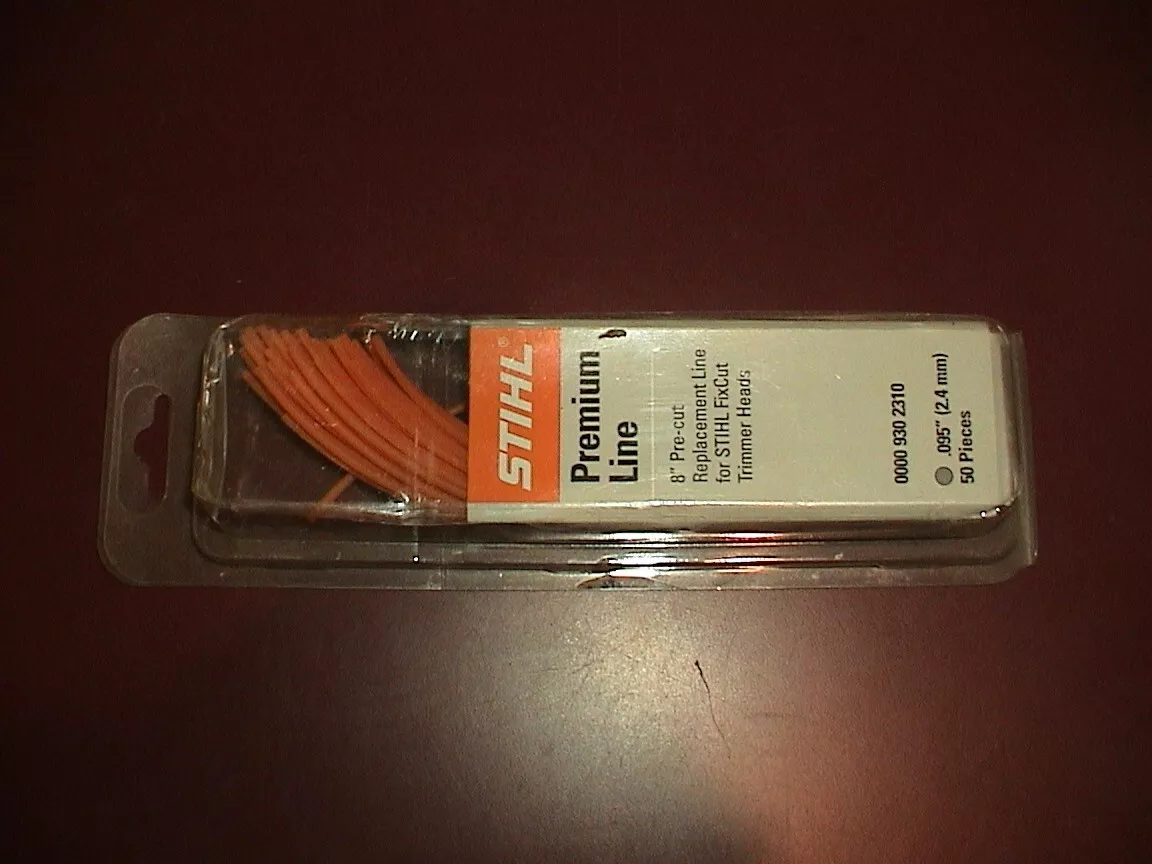 STIHL®
Premium
Line
8" Pre-cut
Replacement Line
for STIHL FixCut
Trimmer Heads
0000 930 2310
.095" (2.4 mm)
50 Pieces